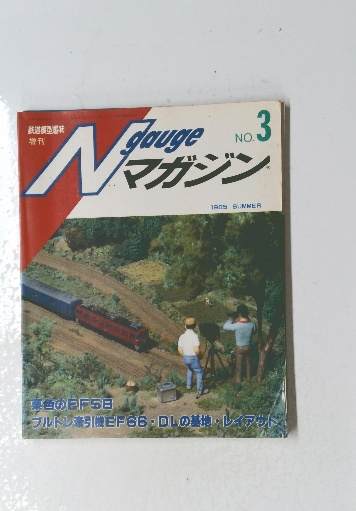 鉄道模型趣味
増刊
N gauge
マガジン
NO. 3
1985 SUMMER
茶色のEF58
ブルトレ牽引機EF66・DLの基地・レイアウト